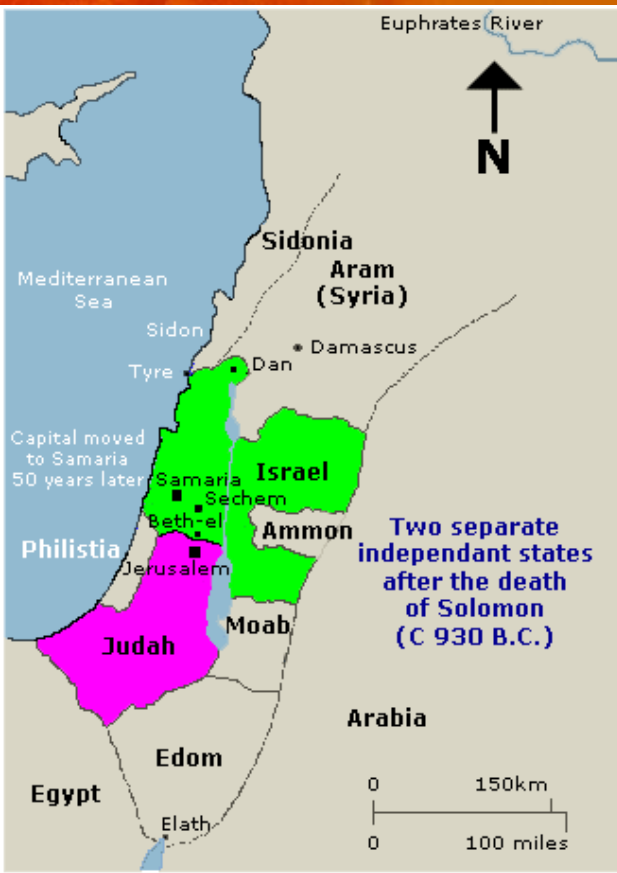 Euphrates River
N
Sidonia
Aram
(Syria)
Mediterranean
Sea
Sidon
Damascus
Tyre
Dan
Capital moved
to Samaria
50 years later
Israel
Samaria
Sechem
Beth-el
Ammon
Philistia
Jerusalem
Two separate
independant states
after the death
of Solomon
(C 930 B.C.)
Judah
Moab
Arabia
Edom
Egypt
Elath
0 150km
0 100 miles